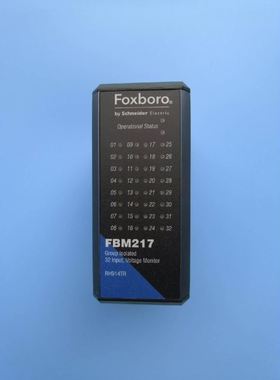 Foxboro®
by Schneider Electric
Operational Status
01 09 17 25
02 10 18 26
03 11 19 27
04 12 20 28
05 13 21 29
06 14 22 30
07 15 23 31
08 16 24 32
FBM217
Group Isolated
32 Input, Voltage Monitor
RH914TR